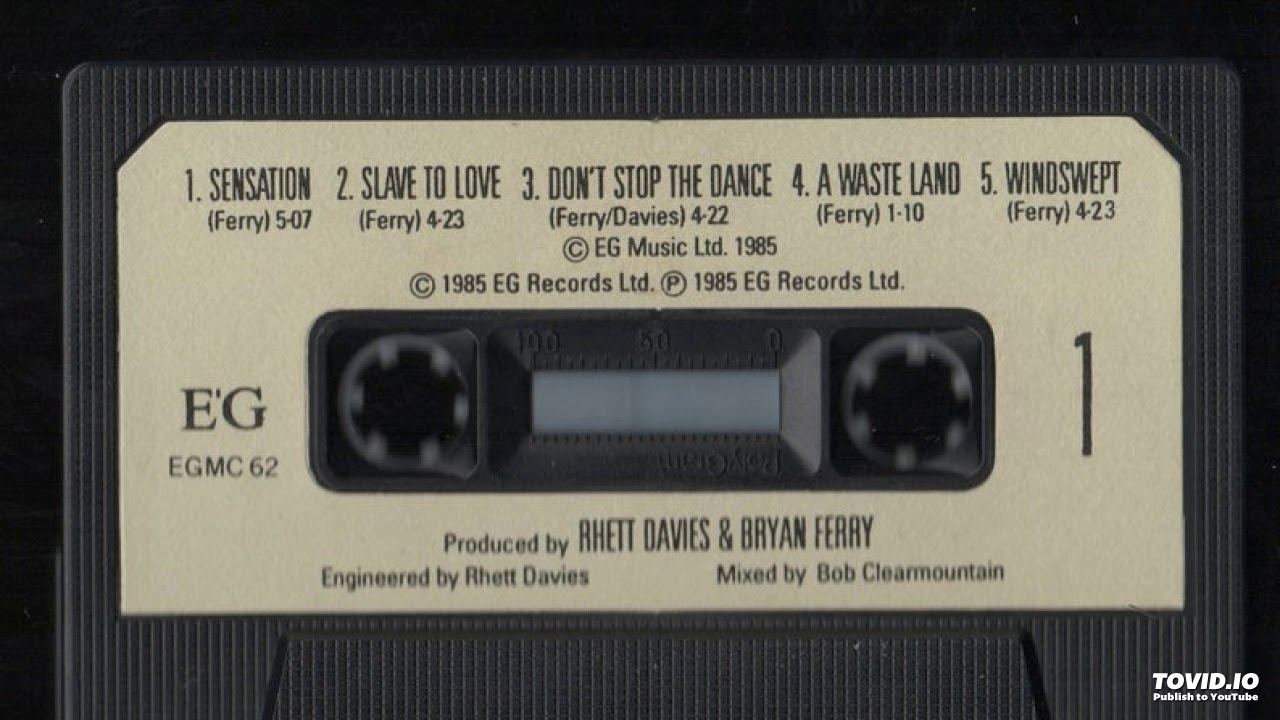 1. SENSATION 2. SLAVE TO LOVE 3. DON'T STOP THE DANCE 4. A WASTE LAND 5. WINDSWEPT
(Ferry) 5·07 (Ferry) 4·23 (Ferry/Davies) 4·22 (Ferry) 1·10 (Ferry) 4·23
© EG Music Ltd. 1985
© 1985 EG Records Ltd. ℗ 1985 EG Records Ltd.
100 50 0
E'G
1
EGMC 62
PolyGram
Produced by RHETT DAVIES & BRYAN FERRY
Engineered by Rhett Davies Mixed by Bob Clearmountain
TOVID.IO
Publish to YouTube